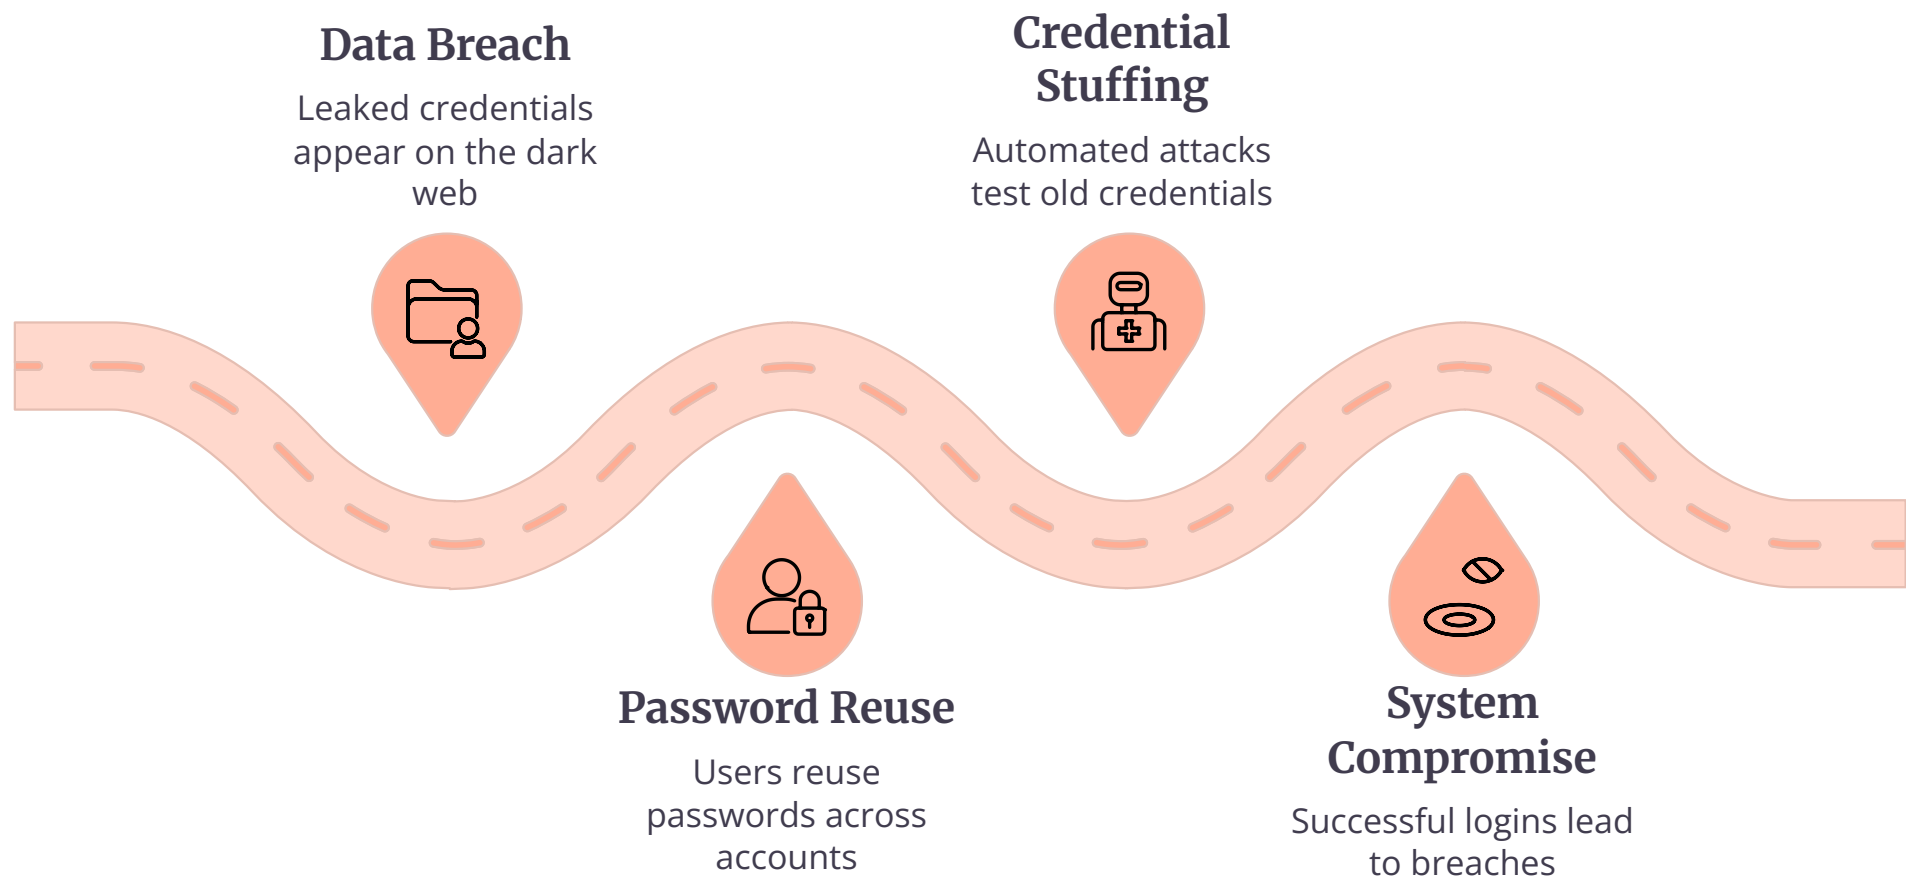 Data Breach
Leaked credentials
appear on the dark
web
Password Reuse
Users reuse
passwords across
accounts
Credential
Stuffing
Automated attacks
test old credentials
System
Compromise
Successful logins lead
to breaches